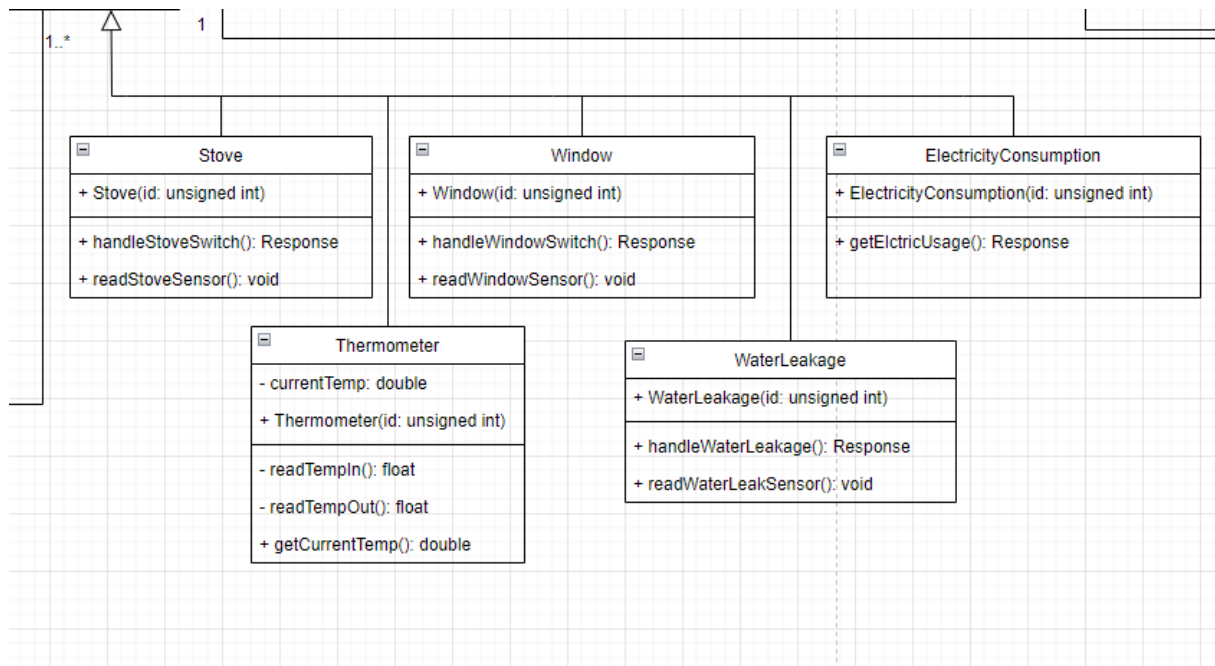 1
1..*
Stove
+ Stove(id: unsigned int)
+ handleStoveSwitch(): Response
+ readStoveSensor(): void
Window
+ Window(id: unsigned int)
+ handleWindowSwitch(): Response
+ readWindowSensor(): void
ElectricityConsumption
+ ElectricityConsumption(id: unsigned int)
+ getElctricUsage(): Response
Thermometer
- currentTemp: double
+ Thermometer(id: unsigned int)
- readTempIn(): float
- readTempOut(): float
+ getCurrentTemp(): double
WaterLeakage
+ WaterLeakage(id: unsigned int)
+ handleWaterLeakage(): Response
+ readWaterLeakSensor(): void